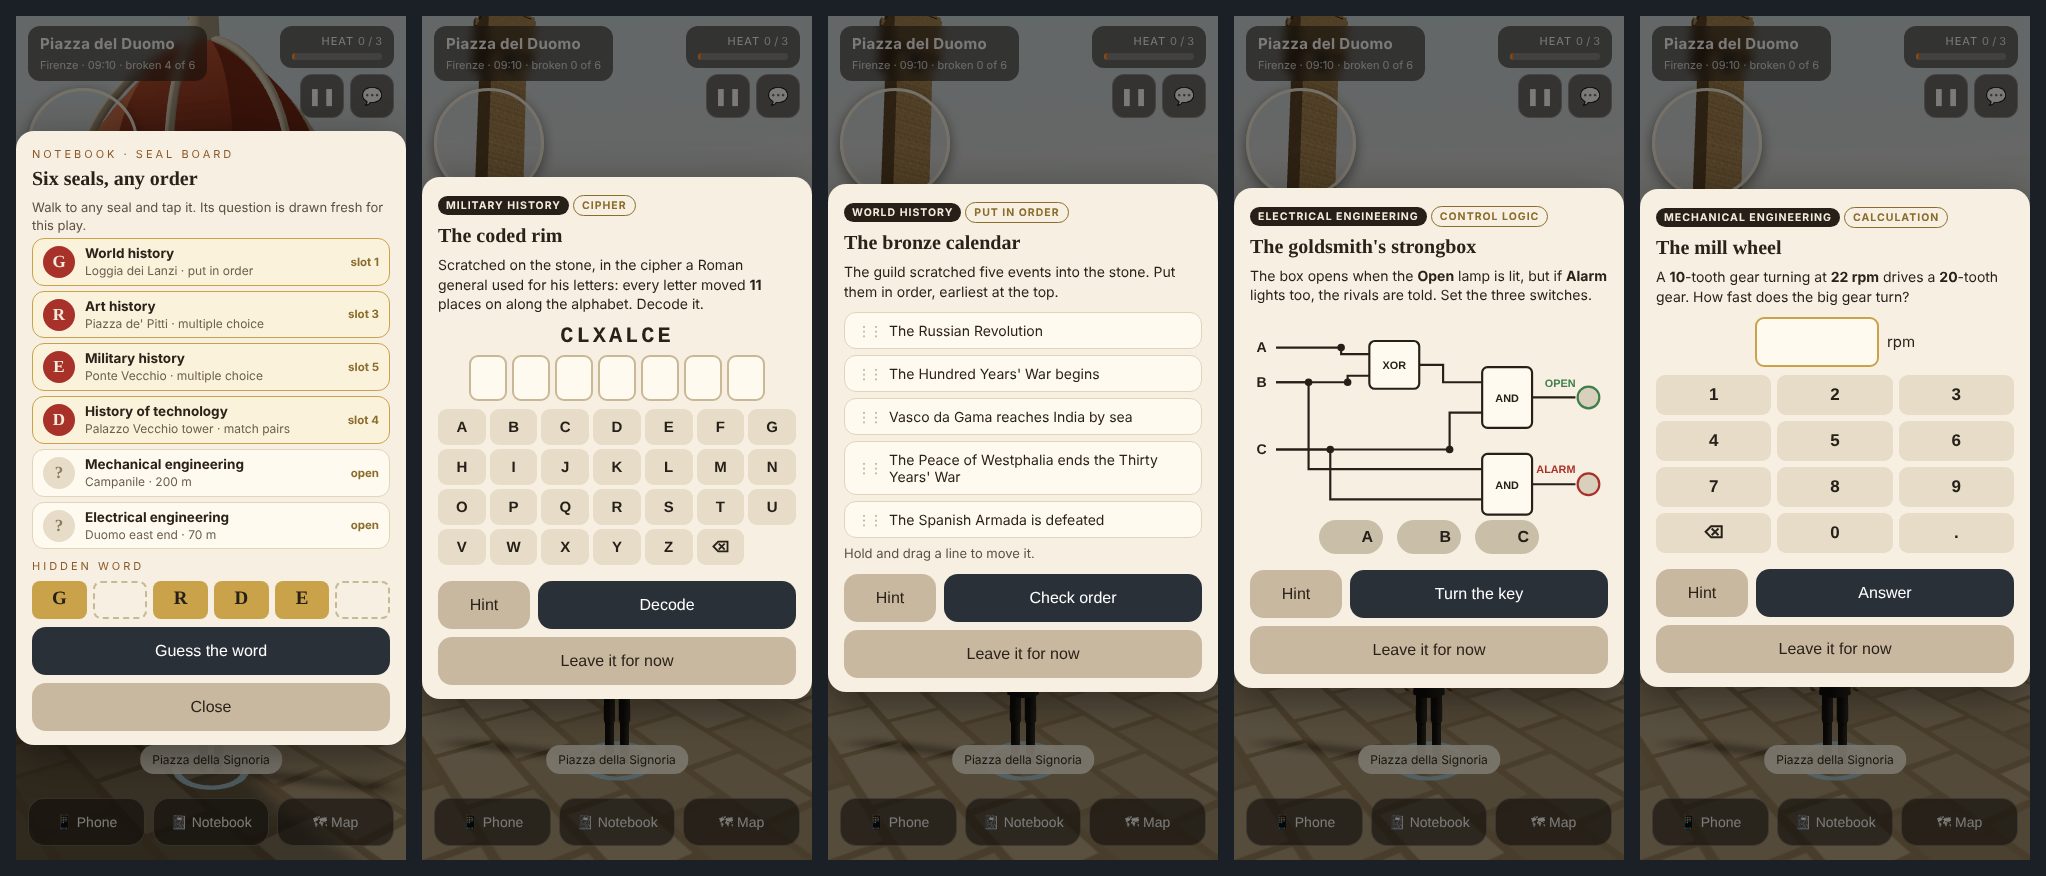 Piazza del Duomo
Firenze · 09:10 · broken 4 of 6
HEAT 0 / 3
NOTEBOOK · SEAL BOARD
Six seals, any order
Walk to any seal and tap it. Its question is drawn fresh for
this play.
G
World history
Loggia dei Lanzi · put in order
slot 1
R
Art history
Piazza de' Pitti · multiple choice
slot 3
E
Military history
Ponte Vecchio · multiple choice
slot 5
D
History of technology
Palazzo Vecchio tower · match pairs
slot 4
?
Mechanical engineering
Campanile · 200 m
open
?
Electrical engineering
Duomo east end · 70 m
open
HIDDEN WORD
G R D E
Guess the word
Close
Piazza della Signoria
Phone
Notebook
Map
Piazza del Duomo
Firenze · 09:10 · broken 0 of 6
HEAT 0 / 3
MILITARY HISTORY
CIPHER
The coded rim
Scratched on the stone, in the cipher a Roman
general used for his letters: every letter moved 11
places on along the alphabet. Decode it.
CLXALCE
A B C D E F G
H I J K L M N
O P Q R S T U
V W X Y Z ⌫
Hint
Decode
Leave it for now
Piazza della Signoria
Phone
Notebook
Map
Piazza del Duomo
Firenze · 09:10 · broken 0 of 6
HEAT 0 / 3
WORLD HISTORY
PUT IN ORDER
The bronze calendar
The guild scratched five events into the stone. Put
them in order, earliest at the top.
The Russian Revolution
The Hundred Years' War begins
Vasco da Gama reaches India by sea
The Peace of Westphalia ends the Thirty
Years' War
The Spanish Armada is defeated
Hold and drag a line to move it.
Hint
Check order
Leave it for now
Piazza della Signoria
Phone
Notebook
Map
Piazza del Duomo
Firenze · 09:10 · broken 0 of 6
HEAT 0 / 3
ELECTRICAL ENGINEERING
CONTROL LOGIC
The goldsmith's strongbox
The box opens when the Open lamp is lit, but if Alarm
lights too, the rivals are told. Set the three switches.
A
B
C
XOR
AND
OPEN
AND
ALARM
A B C
Hint
Turn the key
Leave it for now
Piazza della Signoria
Phone
Notebook
Map
Piazza del Duomo
Firenze · 09:10 · broken 0 of 6
HEAT 0 / 3
MECHANICAL ENGINEERING
CALCULATION
The mill wheel
A 10-tooth gear turning at 22 rpm drives a 20-tooth
gear. How fast does the big gear turn?
rpm
1 2 3
4 5 6
7 8 9
⌫ 0 .
Hint
Answer
Leave it for now
Piazza della Signoria
Phone
Notebook
Map